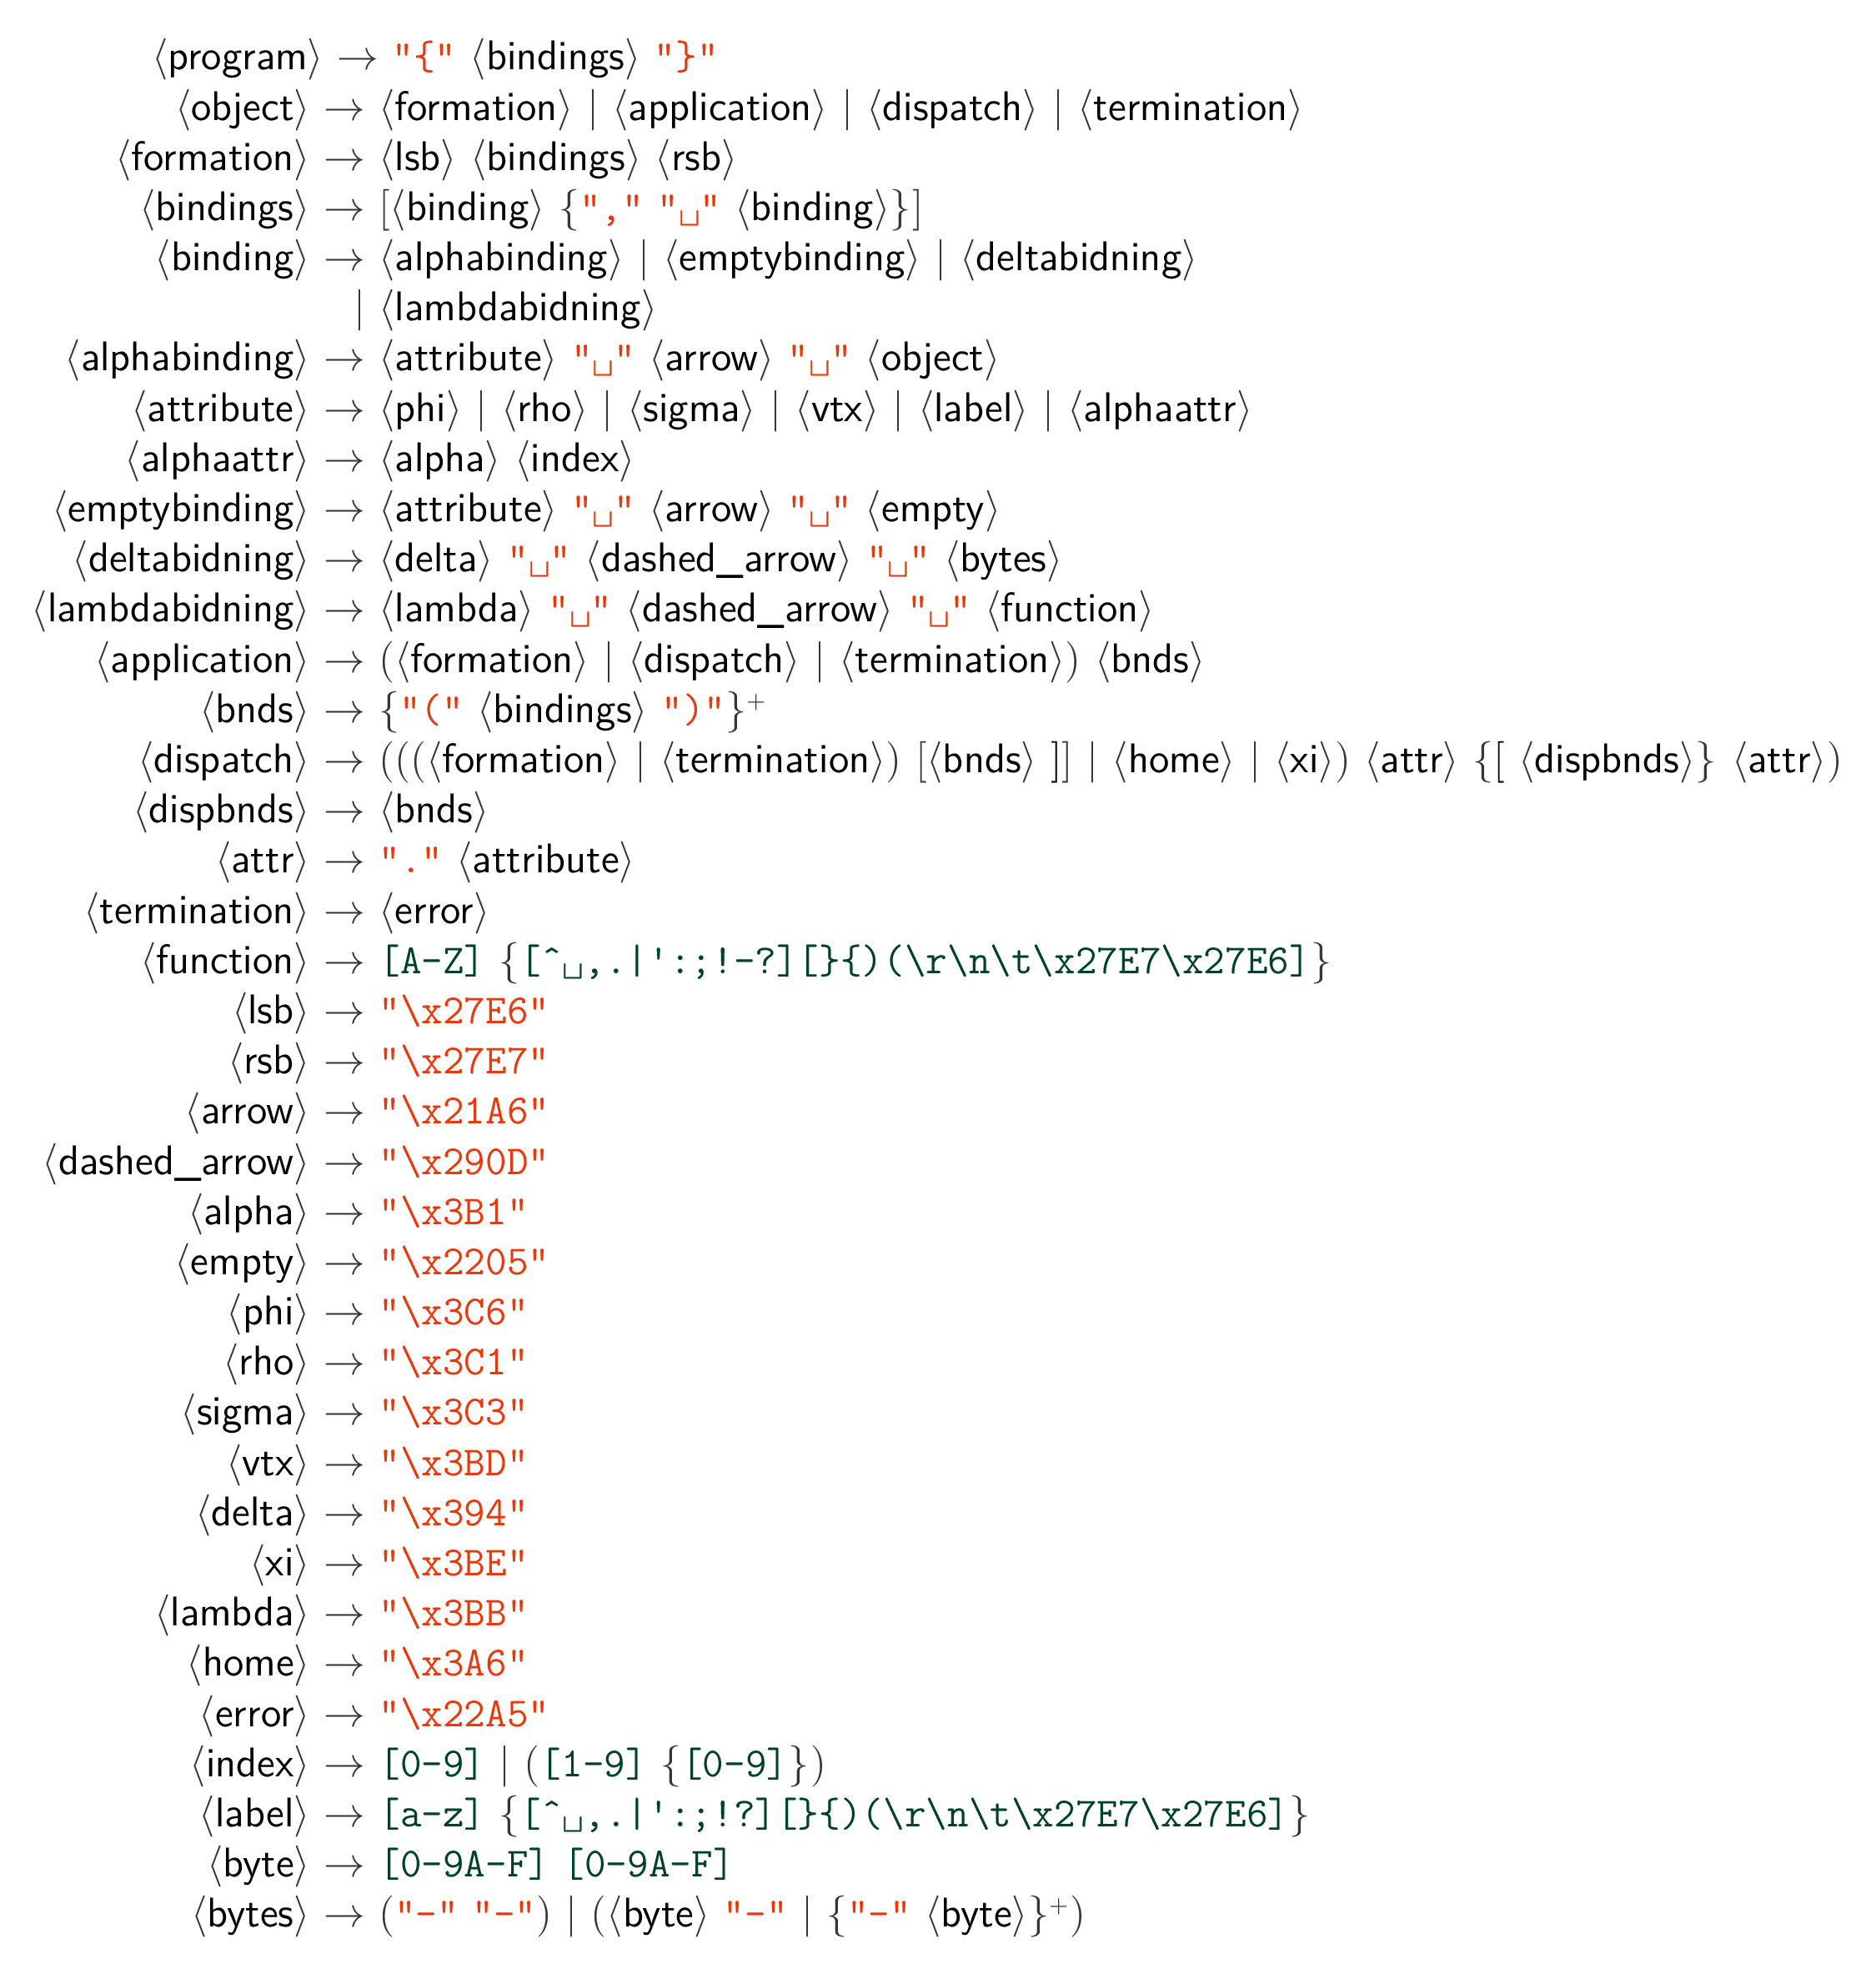 ⟨program⟩ → "{" ⟨bindings⟩ "}"
⟨object⟩ → ⟨formation⟩ | ⟨application⟩ | ⟨dispatch⟩ | ⟨termination⟩
⟨formation⟩ → ⟨lsb⟩ ⟨bindings⟩ ⟨rsb⟩
⟨bindings⟩ → [⟨binding⟩ {"," "␣" ⟨binding⟩}]
⟨binding⟩ → ⟨alphabinding⟩ | ⟨emptybinding⟩ | ⟨deltabidning⟩
| ⟨lambdabidning⟩
⟨alphabinding⟩ → ⟨attribute⟩ "␣" ⟨arrow⟩ "␣" ⟨object⟩
⟨attribute⟩ → ⟨phi⟩ | ⟨rho⟩ | ⟨sigma⟩ | ⟨vtx⟩ | ⟨label⟩ | ⟨alphaattr⟩
⟨alphaattr⟩ → ⟨alpha⟩ ⟨index⟩
⟨emptybinding⟩ → ⟨attribute⟩ "␣" ⟨arrow⟩ "␣" ⟨empty⟩
⟨deltabidning⟩ → ⟨delta⟩ "␣" ⟨dashed_arrow⟩ "␣" ⟨bytes⟩
⟨lambdabidning⟩ → ⟨lambda⟩ "␣" ⟨dashed_arrow⟩ "␣" ⟨function⟩
⟨application⟩ → (⟨formation⟩ | ⟨dispatch⟩ | ⟨termination⟩) ⟨bnds⟩
⟨bnds⟩ → {"(" ⟨bindings⟩ ")"}⁺
⟨dispatch⟩ → (((⟨formation⟩ | ⟨termination⟩) [⟨bnds⟩ ]] | ⟨home⟩ | ⟨xi⟩) ⟨attr⟩ {[ ⟨dispbnds⟩} ⟨attr⟩)
⟨dispbnds⟩ → ⟨bnds⟩
⟨attr⟩ → "." ⟨attribute⟩
⟨termination⟩ → ⟨error⟩
⟨function⟩ → [A-Z] {[^␣,.|':;!-?][}{)(\r\n\t\x27E7\x27E6]}
⟨lsb⟩ → "\x27E6"
⟨rsb⟩ → "\x27E7"
⟨arrow⟩ → "\x21A6"
⟨dashed_arrow⟩ → "\x290D"
⟨alpha⟩ → "\x3B1"
⟨empty⟩ → "\x2205"
⟨phi⟩ → "\x3C6"
⟨rho⟩ → "\x3C1"
⟨sigma⟩ → "\x3C3"
⟨vtx⟩ → "\x3BD"
⟨delta⟩ → "\x394"
⟨xi⟩ → "\x3BE"
⟨lambda⟩ → "\x3BB"
⟨home⟩ → "\x3A6"
⟨error⟩ → "\x22A5"
⟨index⟩ → [0-9] | ([1-9] {[0-9]})
⟨label⟩ → [a-z] {[^␣,.|':;!?][}{)(\r\n\t\x27E7\x27E6]}
⟨byte⟩ → [0-9A-F] [0-9A-F]
⟨bytes⟩ → ("-" "-") | (⟨byte⟩ "-" | {"-" ⟨byte⟩}⁺)